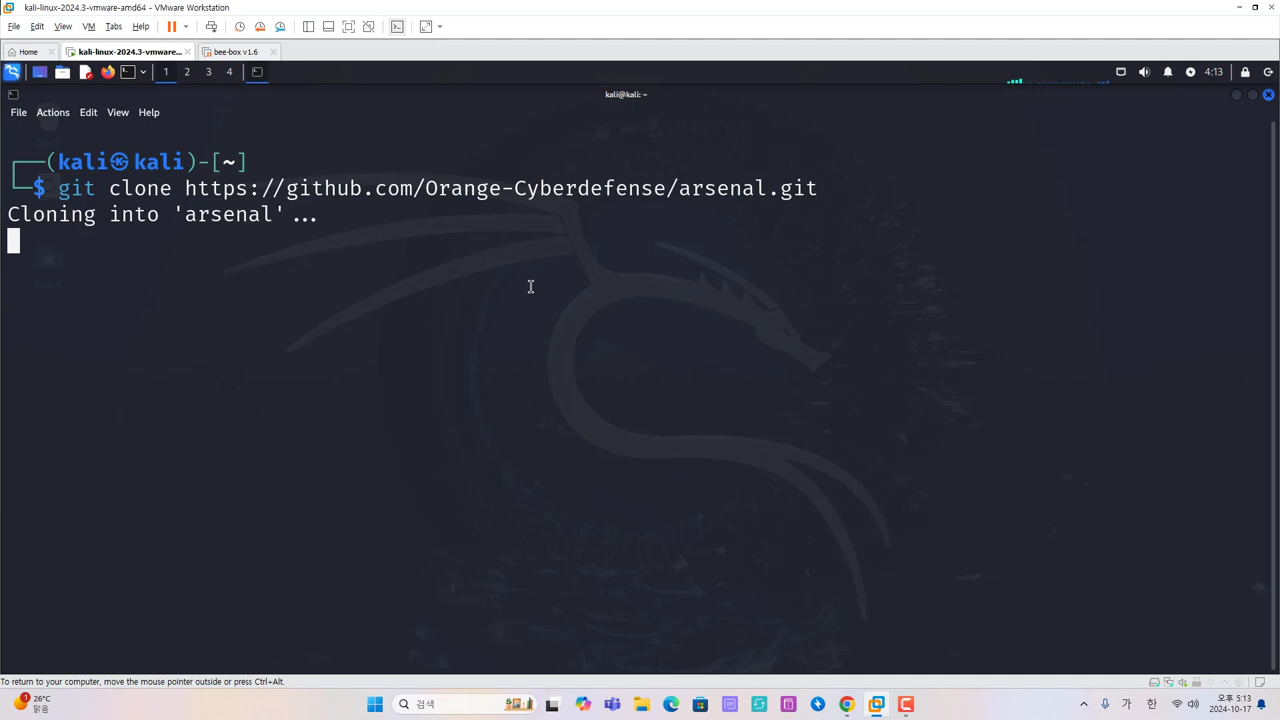 kali-linux-2024.3-vmware-amd64 - VMware Workstation
File Edit View VM Tabs Help
Home kali-linux-2024.3-vmware... bee-box v1.6
1 2 3 4 4:13
kali@kali: ~
File Actions Edit View Help
(kali㉿kali)-[~]
$ git clone https://github.com/Orange-Cyberdefense/arsenal.git
Cloning into 'arsenal'...
Home
To return to your computer, move the mouse pointer outside or press Ctrl+Alt.
1 26°C 검색 가 한 오후 5:13
맑음 2024-10-17